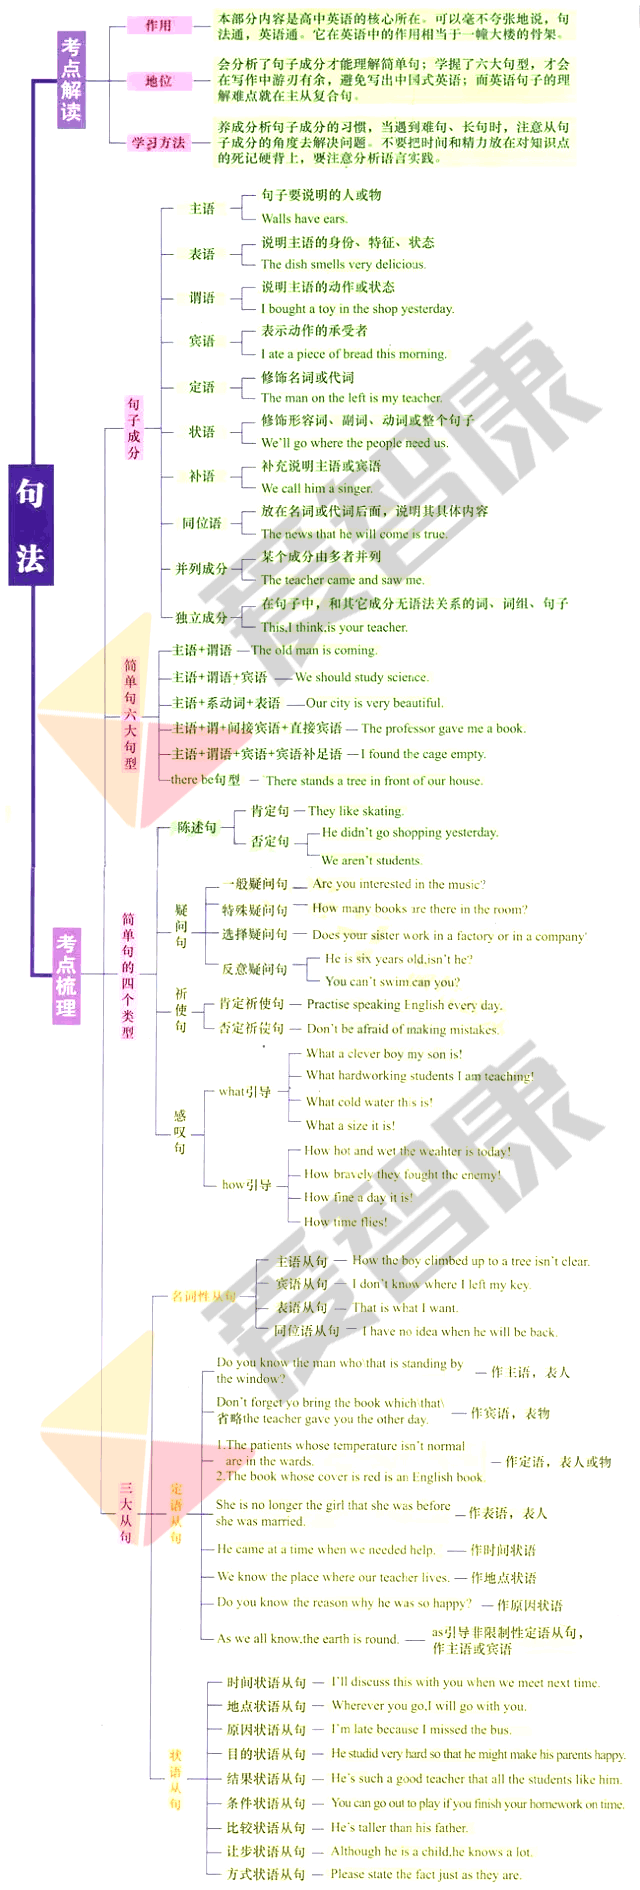 句法
考点解读
作用
本部分内容是高中英语的核心所在。可以毫不夸张地说，句
法通，英语通。它在英语中的作用相当于一幢大楼的骨架。
地位
会分析了句子成分才能理解简单句；学握了六大句型，才会
在写作中游刃有余，避免写出中国式英语；而英语句子的理
解难点就在主从复合句。
学习方法
养成分析句子成分的习惯，当遇到难句、长句时，注意从句
子成分的角度去解决问题。不要把时间和精力放在对知识点
的死记硬背上，要注意分析语言实践。
考点梳理
句子成分
主语
句子要说明的人或物
Walls have ears.
表语
说明主语的身份、特征、状态
The dish smells very delicious.
谓语
说明主语的动作或状态
I bought a toy in the shop yesterday.
宾语
表示动作的承受者
I ate a piece of bread this morning.
定语
修饰名词或代词
The man on the left is my teacher.
状语
修饰形容词、副词、动词或整个句子
We'll go where the people need us.
补语
补充说明主语或宾语
We call him a singer.
同位语
放在名词或代词后面，说明其具体内容
The news that he will come is true.
并列成分
某个成分由多者并列
The teacher came and saw me.
独立成分
在句子中，和其它成分无语法关系的词、词组、句子
This,I think,is your teacher.
简单句六大句型
主语+谓语 — The old man is coming.
主语+谓语+宾语 — We should study science.
主语+系动词+表语 — Our city is very beautiful.
主语+谓+间接宾语+直接宾语 — The professor gave me a book.
主语+谓语+宾语+宾语补足语 — I found the cage empty.
there be句型 — There stands a tree in front of our house.
简单句的四个类型
陈述句
肯定句 — They like skating.
否定句
He didn't go shopping yesterday.
We aren't students.
疑问句
一般疑问句 — Are you interested in the music?
特殊疑问句 — How many books are there in the room?
选择疑问句 — Does your sister work in a factory or in a company'
反意疑问句
He is six years old,isn't he?
You can't swim,can you?
祈使句
肯定祈使句 — Practise speaking English every day.
否定祈使句 — Don't be afraid of making mistakes.
感叹句
what引导
What a clever boy my son is!
What hardworking students I am teaching!
What cold water this is!
What a size it is!
how引导
How hot and wet the weahter is today!
How bravely they fought the enemy!
How fine a day it is!
How time flies!
三大从句
名词性从句
主语从句 — How the boy climbed up to a tree isn't clear.
宾语从句 — I don't know where I left my key.
表语从句 — That is what I want.
同位语从句 — I have no idea when he will be back.
定语从句
Do you know the man who that is standing by
the window?
作主语，表人
Don't forget yo bring the book which that\
省略the teacher gave you the other day.
作宾语，表物
1.The patients whose temperature isn't normal
are in the wards.
2.The book whose cover is red is an English book.
作定语，表人或物
She is no longer the girl that she was before
she was married.
作表语，表人
He came at a time when we needed help. — 作时间状语
We know the place where our teacher lives. — 作地点状语
Do you know the reason why he was so happy? — 作原因状语
As we all know,the earth is round.
as引导非限制性定语从句，
作主语或宾语
状语从句
时间状语从句 — I'll discuss this with you when we meet next time.
地点状语从句 — Wherever you go,I will go with you.
原因状语从句 — I'm late because I missed the bus.
目的状语从句 — He studid very hard so that he might make his parents happy.
结果状语从句 — He's such a good teacher that all the students like him.
条件状语从句 — You can go out to play if you finish your homework on time.
比较状语从句 — He's taller than his father.
让步状语从句 — Although he is a child,he knows a lot.
方式状语从句 — Please state the fact just as they are.
爱智康
爱智康